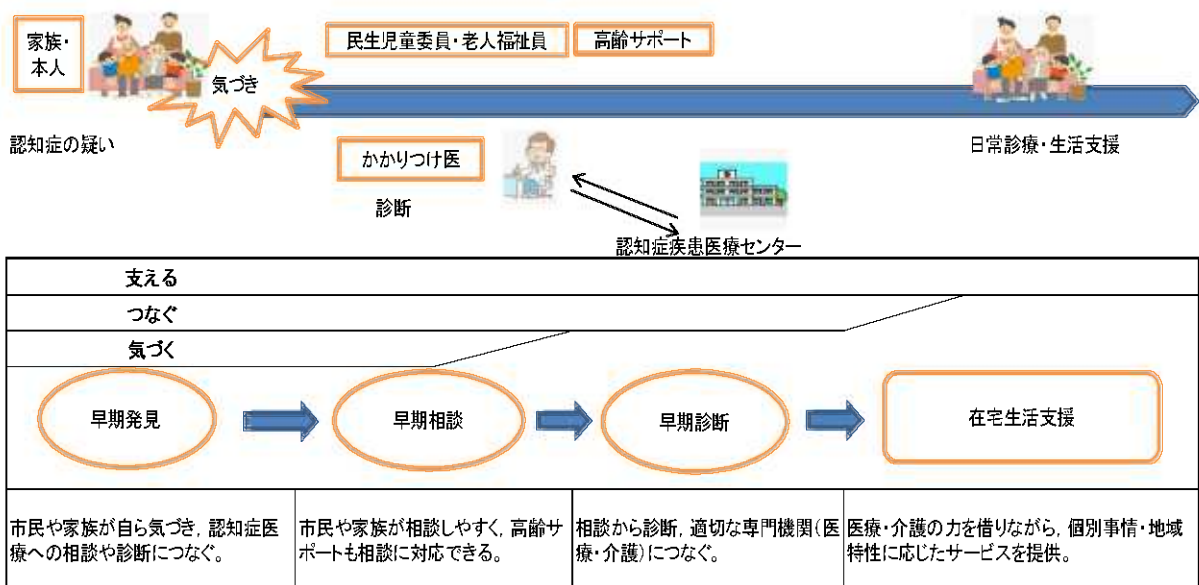 家族・
本人
気づき
民生児童委員・老人福祉員
高齢サポート
認知症の疑い
日常診療・生活支援
かかりつけ医
診断
認知症疾患医療センター
支える
つなぐ
気づく
早期発見
早期相談
早期診断
在宅生活支援
市民や家族が自ら気づき，認知症医
療への相談や診断につなぐ。
市民や家族が相談しやすく，高齢サ
ポートも相談に対応できる。
相談から診断，適切な専門機関（医
療・介護）につなぐ。
医療・介護の力を借りながら，個別事情・地域
特性に応じたサービスを提供。